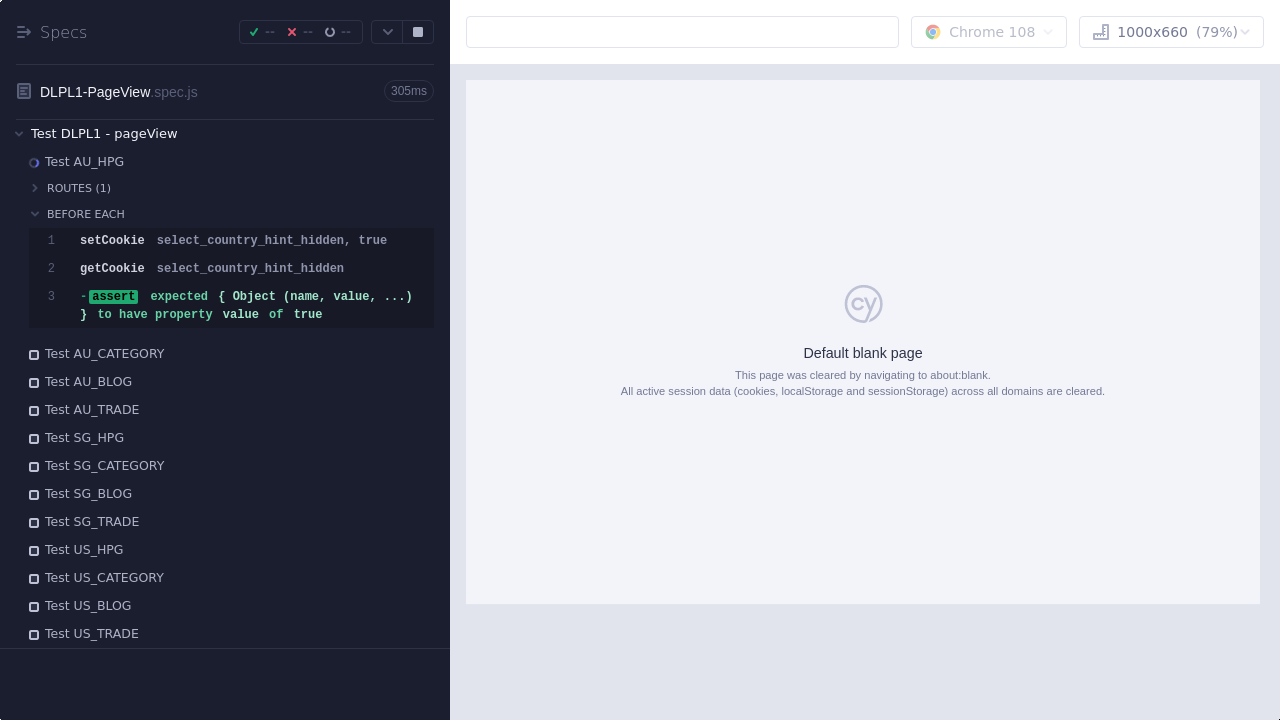 Specs
--
--
--
Chrome 108
1000x660 (79%)
DLPL1-PageView.spec.js
305ms
Test DLPL1 - pageView
Test AU_HPG
ROUTES (1)
BEFORE EACH
1 setCookie select_country_hint_hidden, true
2 getCookie select_country_hint_hidden
3 -assert expected { Object (name, value, ...)
} to have property value of true
Test AU_CATEGORY
Test AU_BLOG
Test AU_TRADE
Test SG_HPG
Test SG_CATEGORY
Test SG_BLOG
Test SG_TRADE
Test US_HPG
Test US_CATEGORY
Test US_BLOG
Test US_TRADE
cy
Default blank page
This page was cleared by navigating to about:blank.
All active session data (cookies, localStorage and sessionStorage) across all domains are cleared.